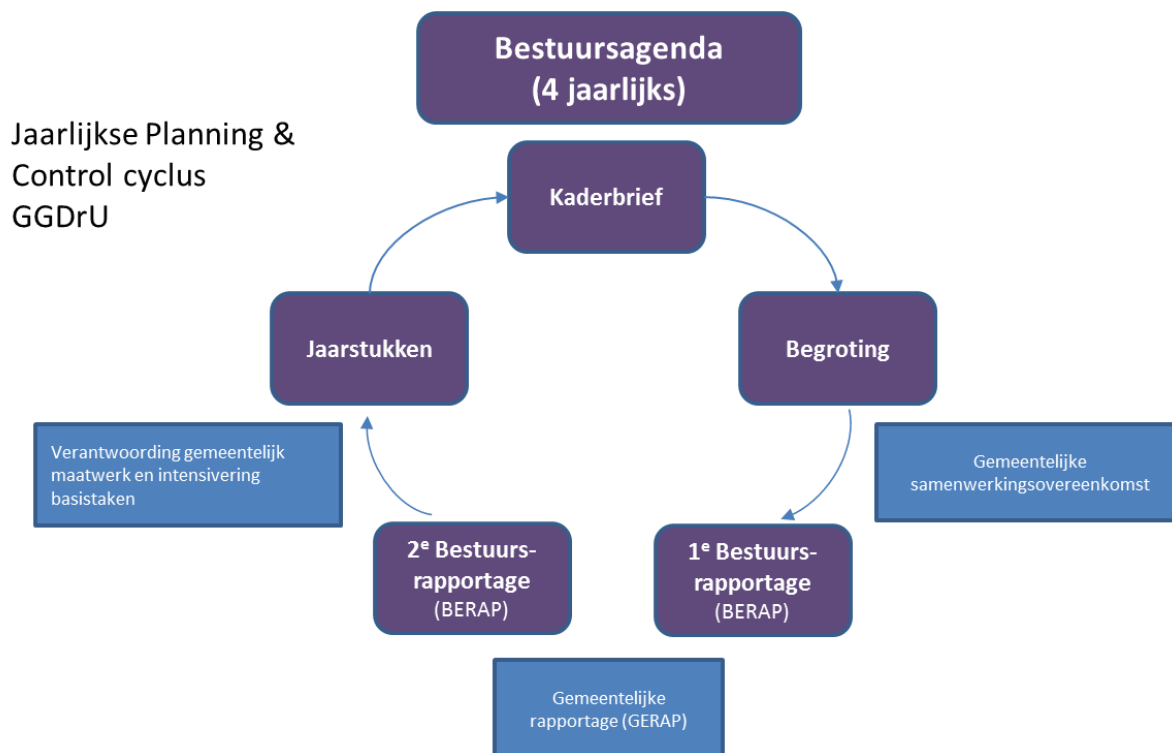 Bestuursagenda
(4 jaarlijks)
Jaarlijkse Planning &
Control cyclus
GGDrU
Kaderbrief
Jaarstukken
Begroting
Verantwoording gemeentelijk
maatwerk en intensivering
basistaken
Gemeentelijke
samenwerkingsovereenkomst
2e Bestuurs-
rapportage
(BERAP)
1e Bestuurs-
rapportage
(BERAP)
Gemeentelijke
rapportage (GERAP)